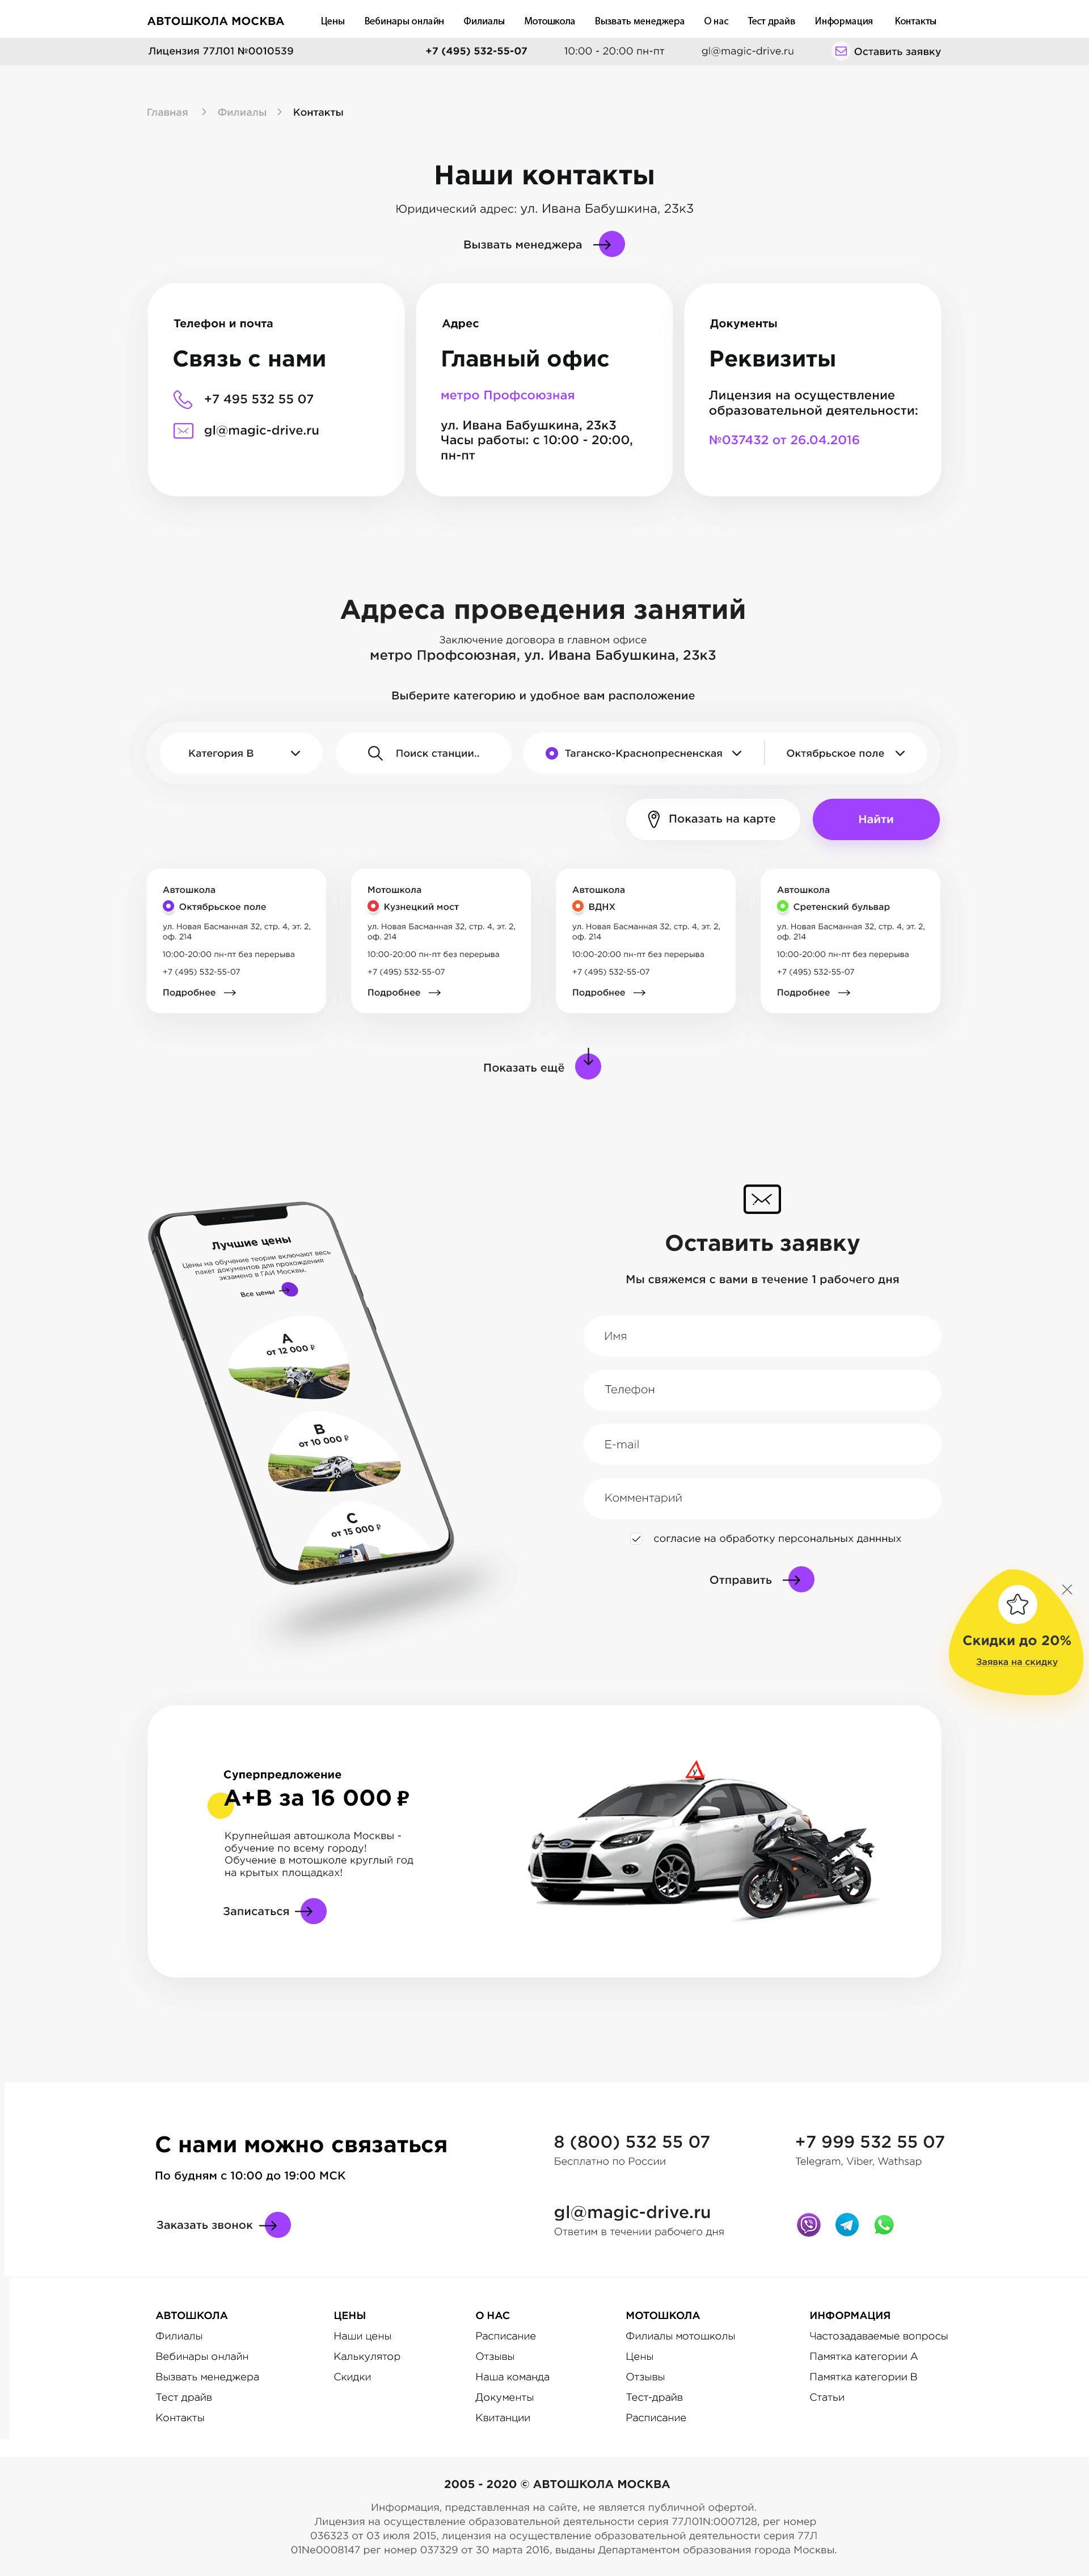 АВТОШКОЛА МОСКВА
Цены
Вебинары онлайн
Филиалы
Мотошкола
Вызвать менеджера
О нас
Тест драйв
Информация
Контакты
Лицензия 77Л01 №0010539
+7 (495) 532-55-07
10:00 - 20:00 пн-пт
gl@magic-drive.ru
Оставить заявку
Главная
Филиалы
Контакты
Наши контакты
Юридический адрес: ул. Ивана Бабушкина, 23к3
Вызвать менеджера
Телефон и почта
Связь с нами
+7 495 532 55 07
gl@magic-drive.ru
Адрес
Главный офис
метро Профсоюзная
ул. Ивана Бабушкина, 23к3
Часы работы: с 10:00 - 20:00,
пн-пт
Документы
Реквизиты
Лицензия на осуществление
образовательной деятельности:
№037432 от 26.04.2016
Адреса проведения занятий
Заключение договора в главном офисе
метро Профсоюзная, ул. Ивана Бабушкина, 23к3
Выберите категорию и удобное вам расположение
Категория B
Поиск станции..
Таганско-Краснопресненская
Октябрьское поле
Показать на карте
Найти
Автошкола
Октябрьское поле
ул. Новая Басманная 32, стр. 4, эт. 2,
оф. 214
10:00-20:00 пн-пт без перерыва
+7 (495) 532-55-07
Подробнее
Мотошкола
Кузнецкий мост
ул. Новая Басманная 32, стр. 4, эт. 2,
оф. 214
10:00-20:00 пн-пт без перерыва
+7 (495) 532-55-07
Подробнее
Автошкола
ВДНХ
ул. Новая Басманная 32, стр. 4, эт. 2,
оф. 214
10:00-20:00 пн-пт без перерыва
+7 (495) 532-55-07
Подробнее
Автошкола
Сретенский бульвар
ул. Новая Басманная 32, стр. 4, эт. 2,
оф. 214
10:00-20:00 пн-пт без перерыва
+7 (495) 532-55-07
Подробнее
Показать ещё
Лучшие цены
Цены на обучение теории включают весь
пакет документов для прохождения
экзамено в ГАИ Москвы.
Все цены
A
от 12 000 ₽
B
от 10 000 ₽
C
от 15 000 ₽
Оставить заявку
Мы свяжемся с вами в течение 1 рабочего дня
Имя
Телефон
E-mail
Комментарий
согласие на обработку персональных даннных
Отправить
Скидки до 20%
Заявка на скидку
Суперпредложение
A+B за 16 000 ₽
Крупнейшая автошкола Москвы -
обучение по всему городу!
Обучение в мотошколе круглый год
на крытых площадках!
Записаться
У
С нами можно связаться
По будням с 10:00 до 19:00 МСК
Заказать звонок
8 (800) 532 55 07
Бесплатно по России
gl@magic-drive.ru
Ответим в течении рабочего дня
+7 999 532 55 07
Telegram, Viber, Wathsap
АВТОШКОЛА
Филиалы
Вебинары онлайн
Вызвать менеджера
Тест драйв
Контакты
ЦЕНЫ
Наши цены
Калькулятор
Скидки
О НАС
Расписание
Отзывы
Наша команда
Документы
Квитанции
МОТОШКОЛА
Филиалы мотошколы
Цены
Отзывы
Тест-драйв
Расписание
ИНФОРМАЦИЯ
Частозадаваемые вопросы
Памятка категории A
Памятка категории B
Статьи
2005 - 2020 © АВТОШКОЛА МОСКВА
Информация, представленная на сайте, не является публичной офертой.
Лицензия на осуществление образовательной деятельности серия 77Л01N:0007128, рег номер
036323 от 03 июля 2015, лицензия на осуществление образовательной деятельности серия 77Л
01Ne0008147 рег номер 037329 от 30 марта 2016, выданы Департаментом образования города Москвы.